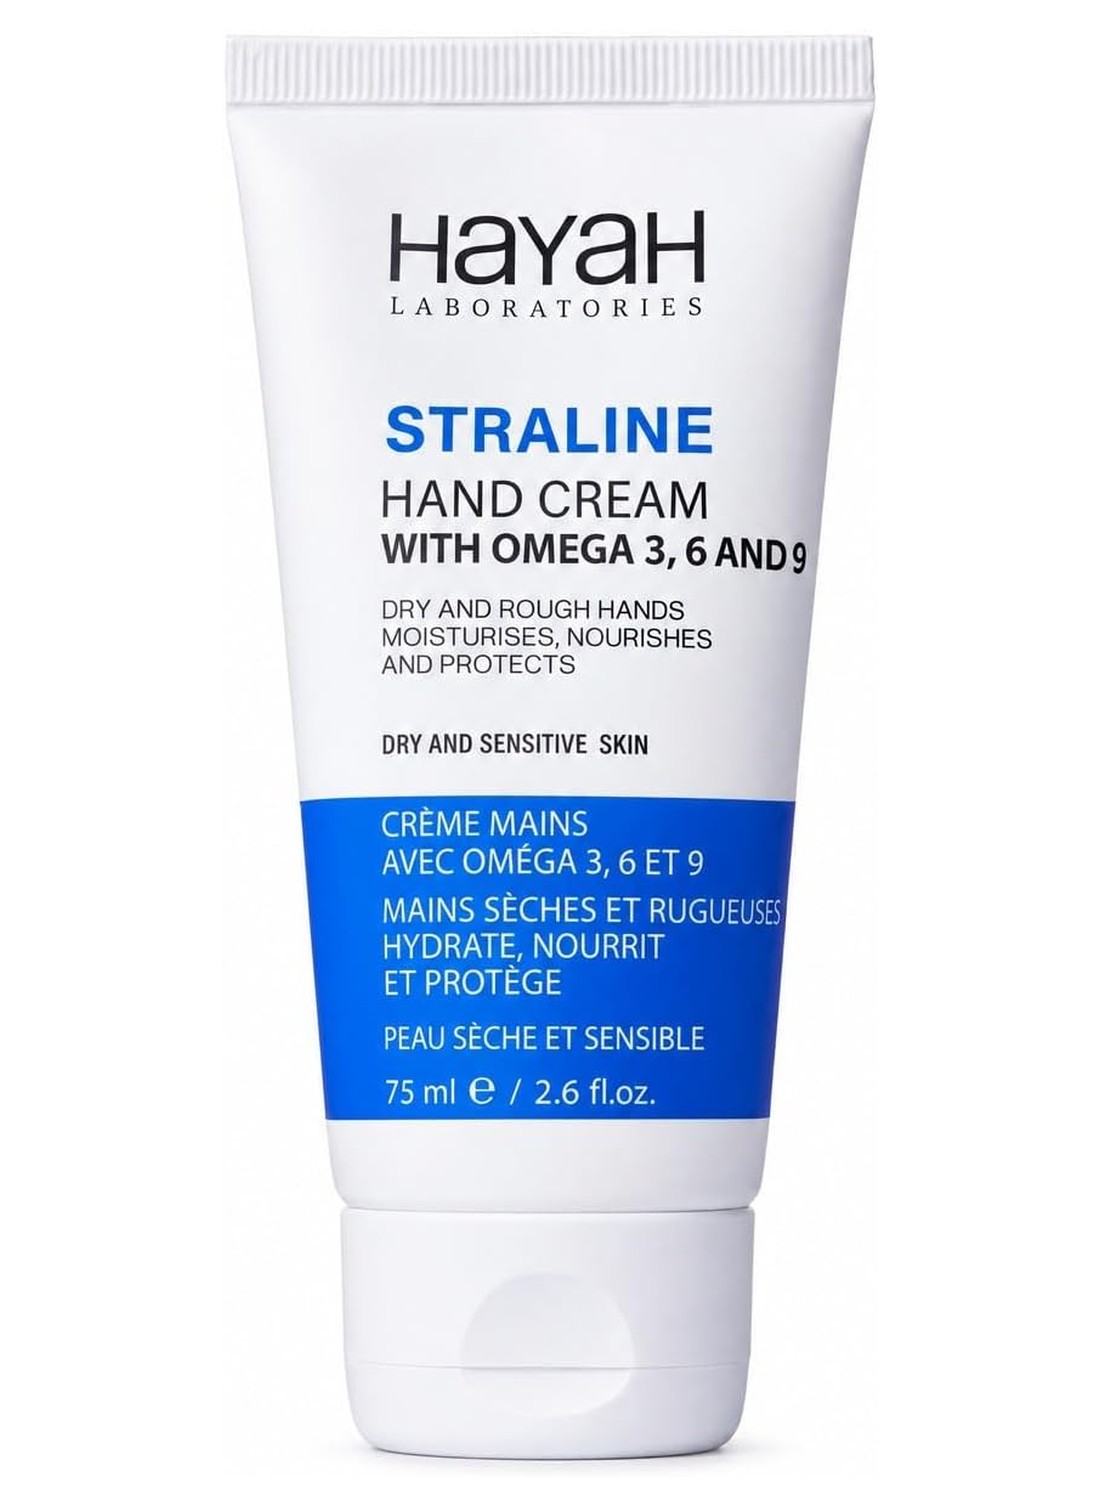 HaYaH
LABORATORIES
STRALINE
HAND CREAM
WITH OMEGA 3, 6 AND 9
DRY AND ROUGH HANDS
MOISTURISES, NOURISHES
AND PROTECTS
DRY AND SENSITIVE SKIN
CRÈME MAINS
AVEC OMÉGA 3, 6 ET 9
MAINS SÈCHES ET RUGUEUSES
HYDRATE, NOURRIT
ET PROTÈGE
PEAU SÈCHE ET SENSIBLE
75 ml ℮ / 2.6 fl.oz.